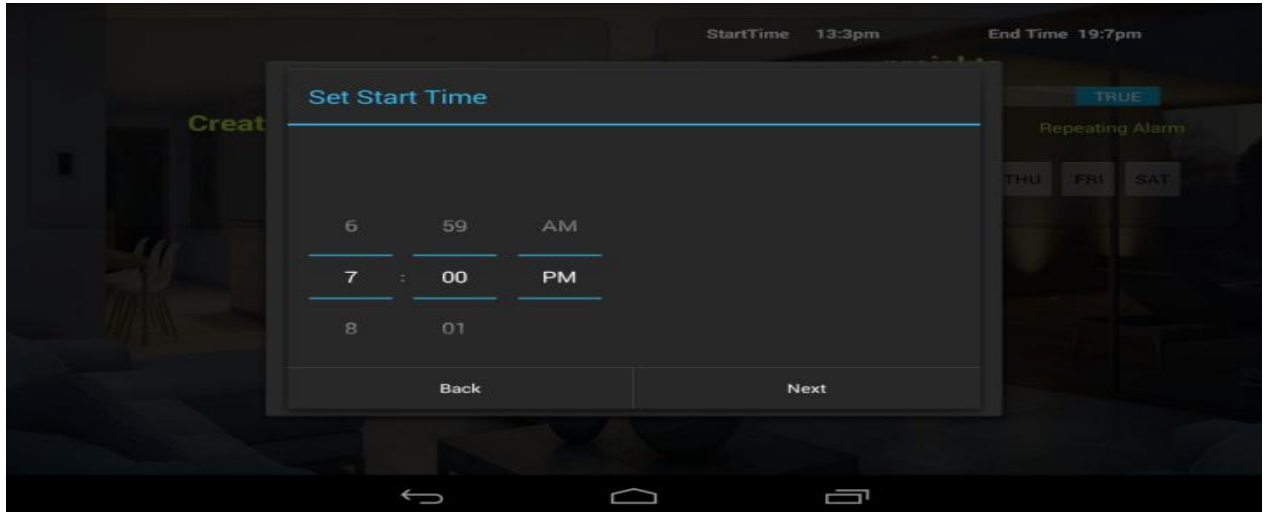 StartTime 13:3pm End Time 19:7pm
Set Start Time
TRUE
Creat
Repeating Alarm
THU FRI SAT
6 59 AM
7 : 00 PM
8 01
Back Next